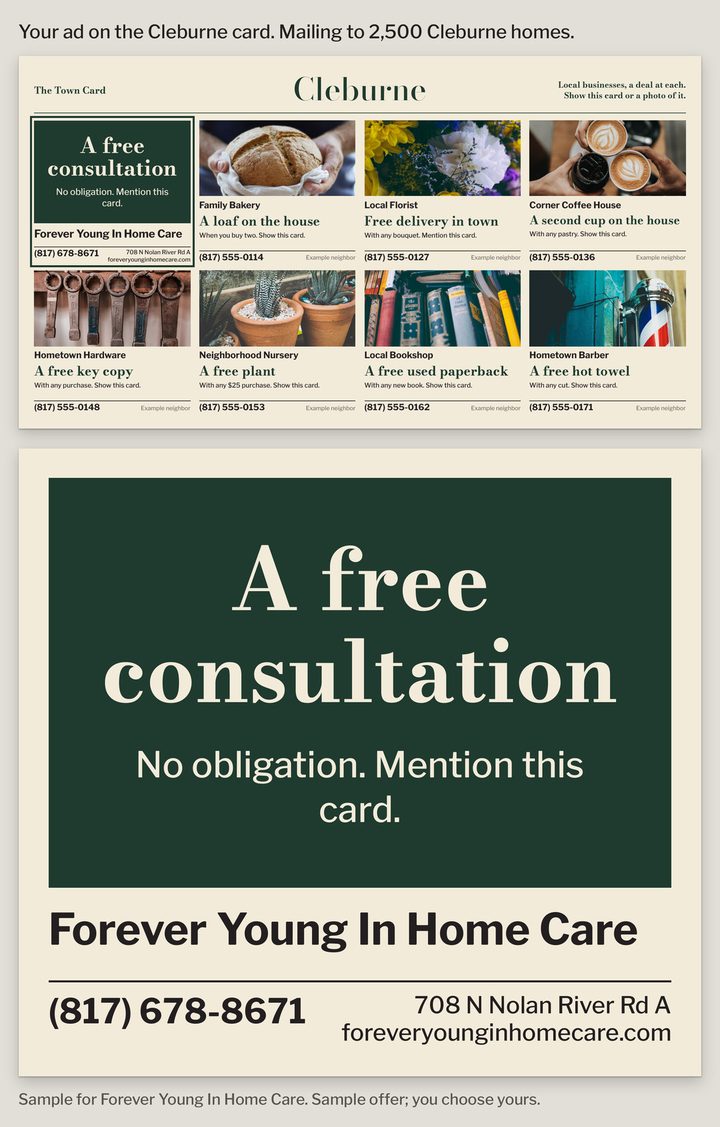 Your ad on the Cleburne card. Mailing to 2,500 Cleburne homes.
The Town Card
Cleburne
Local businesses, a deal at each.
Show this card or a photo of it.
A free
consultation
No obligation. Mention this
card.
Forever Young In Home Care
(817) 678-8671
708 N Nolan River Rd A
foreveryounginhomecare.com
Family Bakery
A loaf on the house
When you buy two. Show this card.
(817) 555-0114
Example neighbor
Local Florist
Free delivery in town
With any bouquet. Mention this card.
(817) 555-0127
Example neighbor
Corner Coffee House
A second cup on the house
With any pastry. Show this card.
(817) 555-0136
Example neighbor
Hometown Hardware
A free key copy
With any purchase. Show this card.
(817) 555-0148
Example neighbor
Neighborhood Nursery
A free plant
With any $25 purchase. Show this card.
(817) 555-0153
Example neighbor
Local Bookshop
A free used paperback
With any new book. Show this card.
(817) 555-0162
Example neighbor
Hometown Barber
A free hot towel
With any cut. Show this card.
(817) 555-0171
Example neighbor
A free
consultation
No obligation. Mention this
card.
Forever Young In Home Care
(817) 678-8671
708 N Nolan River Rd A
foreveryounginhomecare.com
Sample for Forever Young In Home Care. Sample offer; you choose yours.